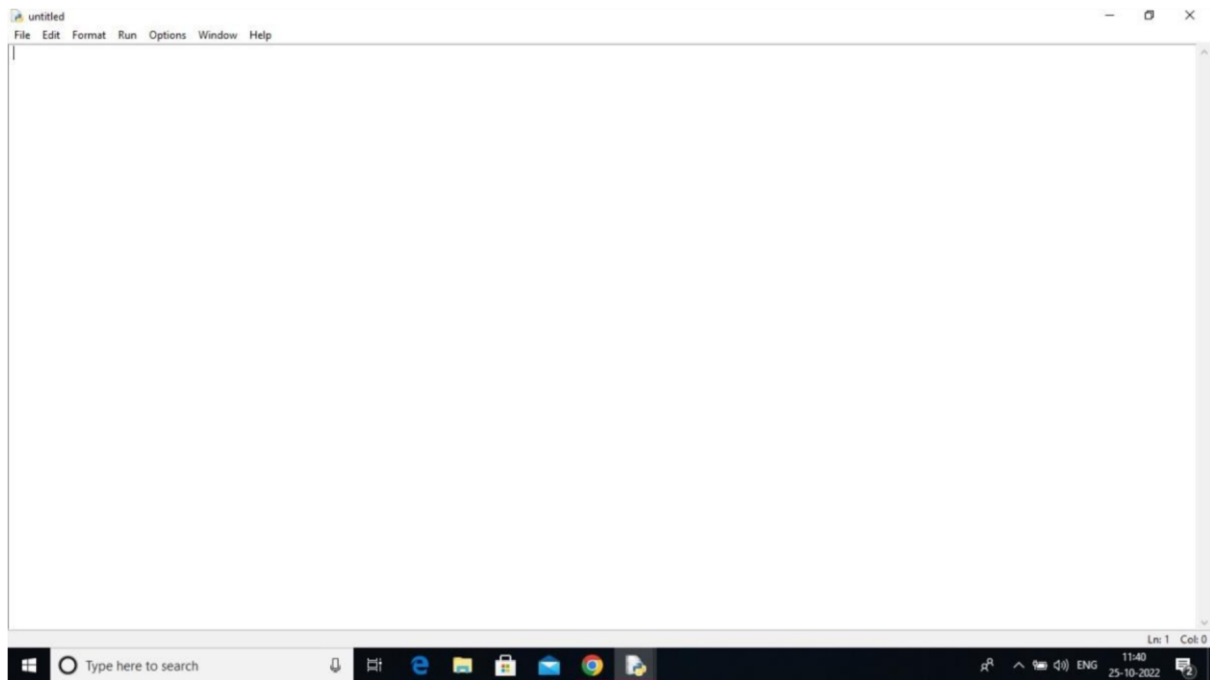 untitled
File Edit Format Run Options Window Help
Ln: 1 Col: 0
Type here to search
ENG
11:40
25-10-2022
2